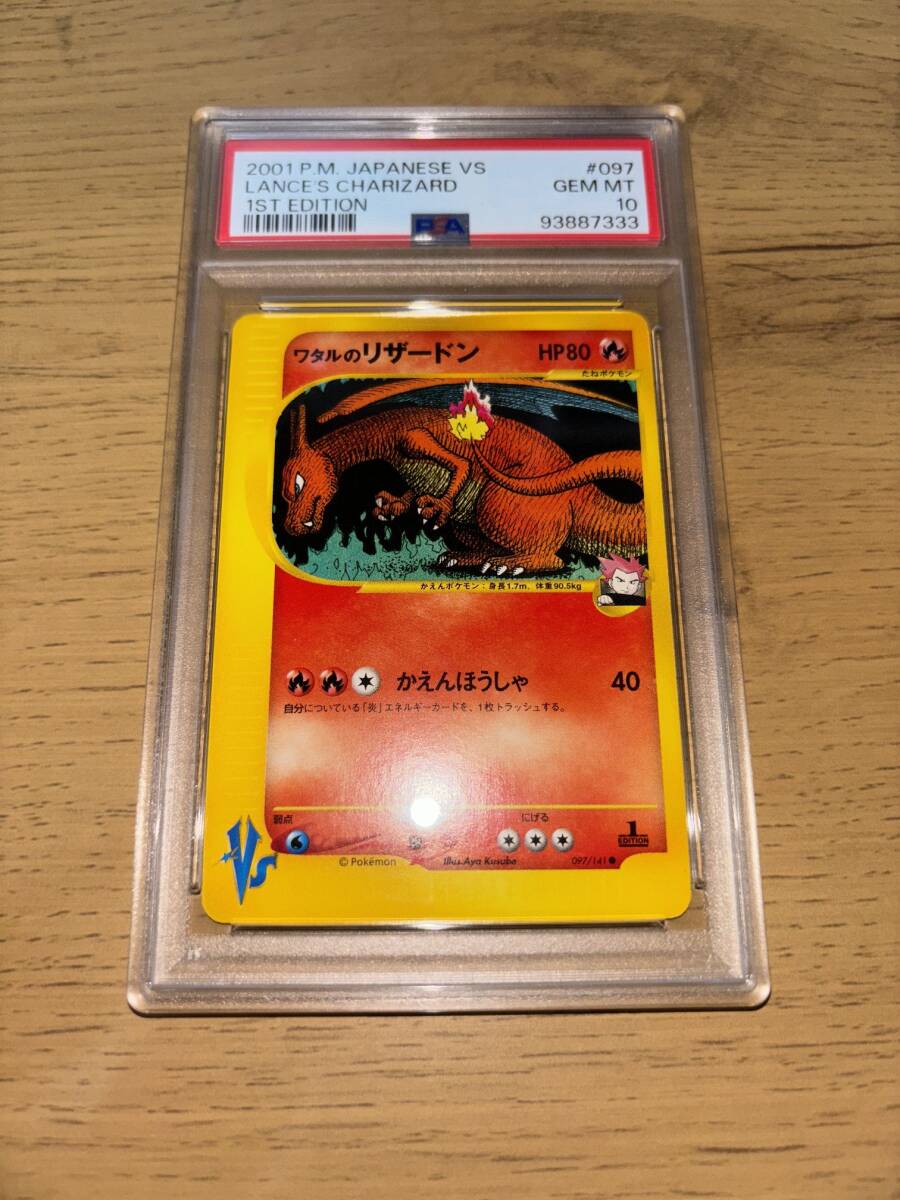 2001 P.M. JAPANESE VS #097
LANCE'S CHARIZARD GEM MT
1ST EDITION 10
PSA 93887333
ワタルのリザードン HP80
たねポケモン
かえんポケモン：身長1.7m、体重90.5kg
かえんほうしゃ 40
自分についている「炎」エネルギーカードを、1枚トラッシュする。
弱点 にげる
1
EDITION
VS
©Pokémon Illus.Aya Kusube 097/141